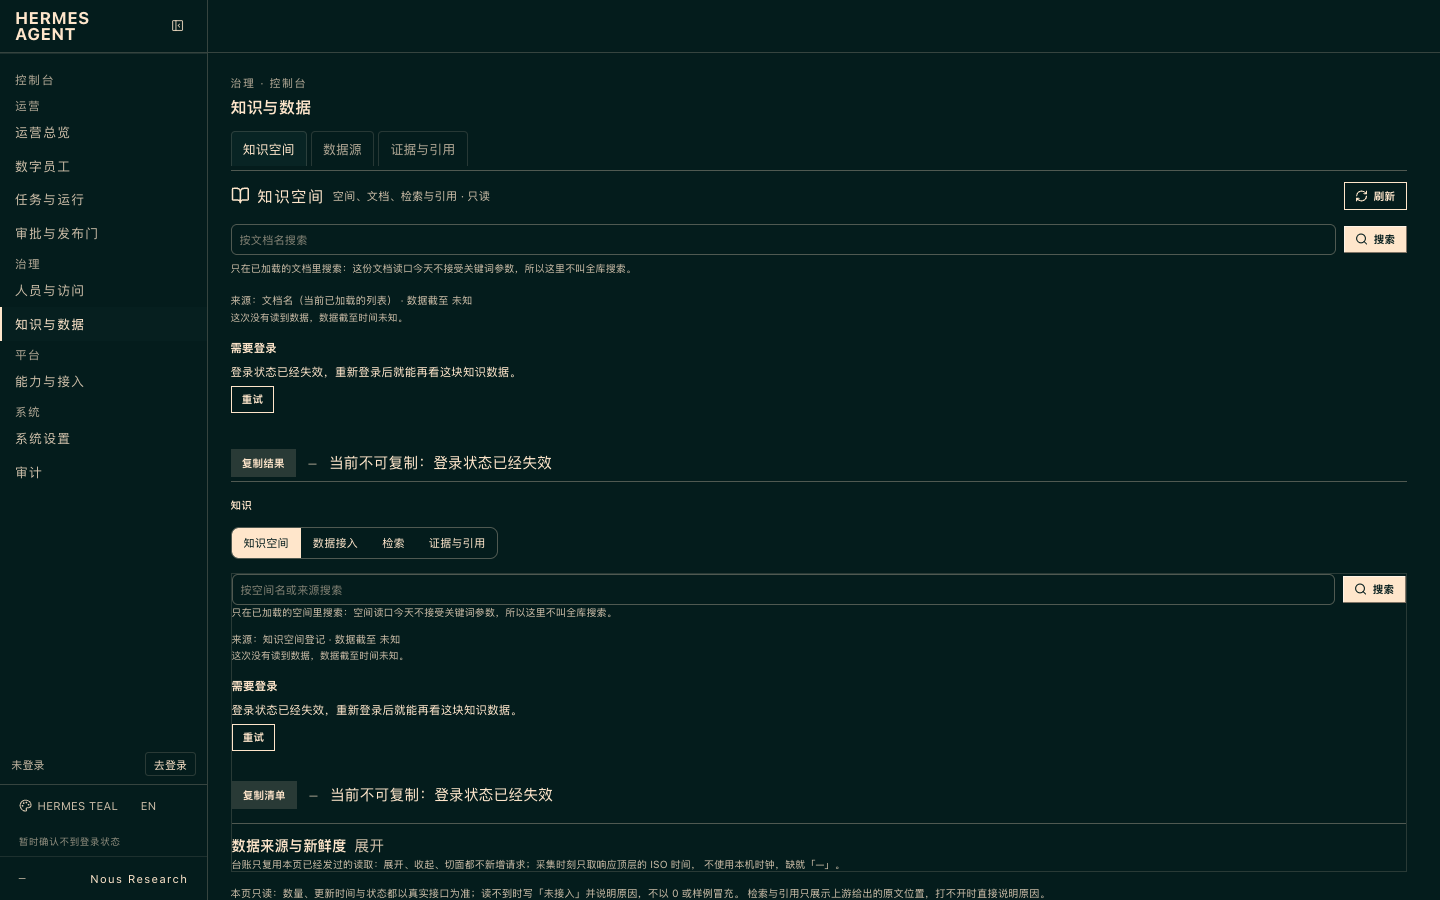 HERMES
AGENT
控制台
运营
运营总览
数字员工
任务与运行
审批与发布门
治理
人员与访问
知识与数据
平台
能力与接入
系统
系统设置
审计
未登录
去登录
HERMES TEAL
EN
暂时确认不到登录状态
—
Nous Research
治理 · 控制台
知识与数据
知识空间
数据源
证据与引用
知识空间 空间、文档、检索与引用 · 只读
刷新
按文档名搜索
搜索
只在已加载的文档里搜索：这份文档读口今天不接受关键词参数，所以这里不叫全库搜索。
来源：文档名（当前已加载的列表） · 数据截至 未知
这次没有读到数据，数据截至时间未知。
需要登录
登录状态已经失效，重新登录后就能再看这块知识数据。
重试
复制结果 — 当前不可复制：登录状态已经失效
知识
知识空间
数据接入
检索
证据与引用
按空间名或来源搜索
搜索
只在已加载的空间里搜索：空间读口今天不接受关键词参数，所以这里不叫全库搜索。
来源：知识空间登记 · 数据截至 未知
这次没有读到数据，数据截至时间未知。
需要登录
登录状态已经失效，重新登录后就能再看这块知识数据。
重试
复制清单 — 当前不可复制：登录状态已经失效
数据来源与新鲜度 展开
台账只复用本页已经发过的读取：展开、收起、切面都不新增请求；采集时刻只取响应顶层的 ISO 时间， 不使用本机时钟，缺就「—」。
本页只读：数量、更新时间与状态都以真实接口为准；读不到时写「未接入」并说明原因，不以 0 或样例冒充。 检索与引用只展示上游给出的原文位置，打不开时直接说明原因。